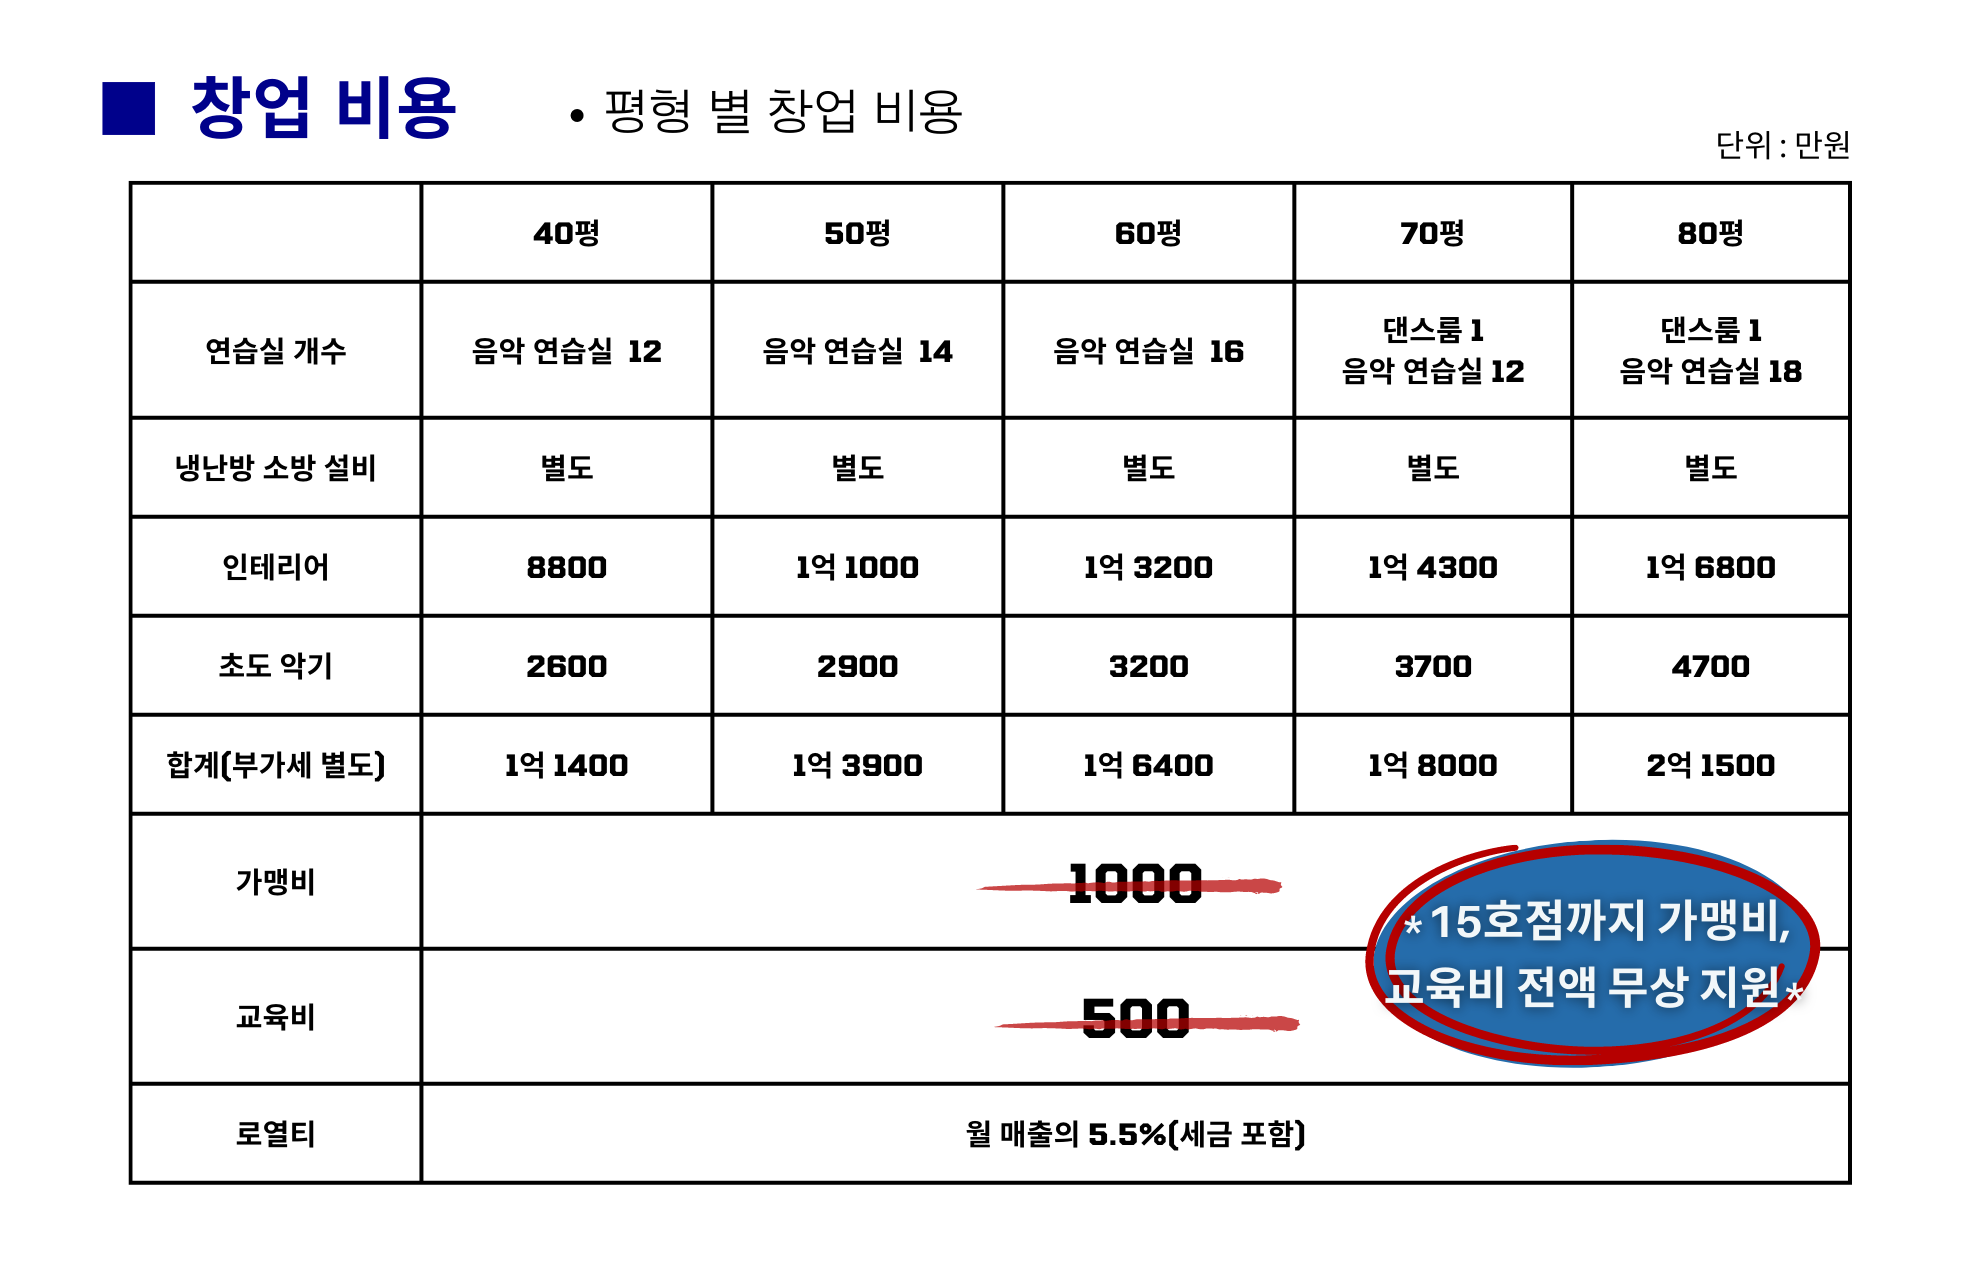 ■ 창업 비용
• 평형 별 창업 비용
단위 : 만원
40평 50평 60평 70평 80평
연습실 개수 음악 연습실 12 음악 연습실 14 음악 연습실 16 댄스룸 1 음악 연습실 12 댄스룸 1 음악 연습실 18
냉난방 소방 설비 별도 별도 별도 별도 별도
인테리어 8800 1억 1000 1억 3200 1억 4300 1억 6800
초도 악기 2600 2900 3200 3700 4700
합계(부가세 별도) 1억 1400 1억 3900 1억 6400 1억 8000 2억 1500
가맹비 1000
교육비 500
*15호점까지 가맹비,
교육비 전액 무상 지원*
로열티 월 매출의 5.5%(세금 포함)